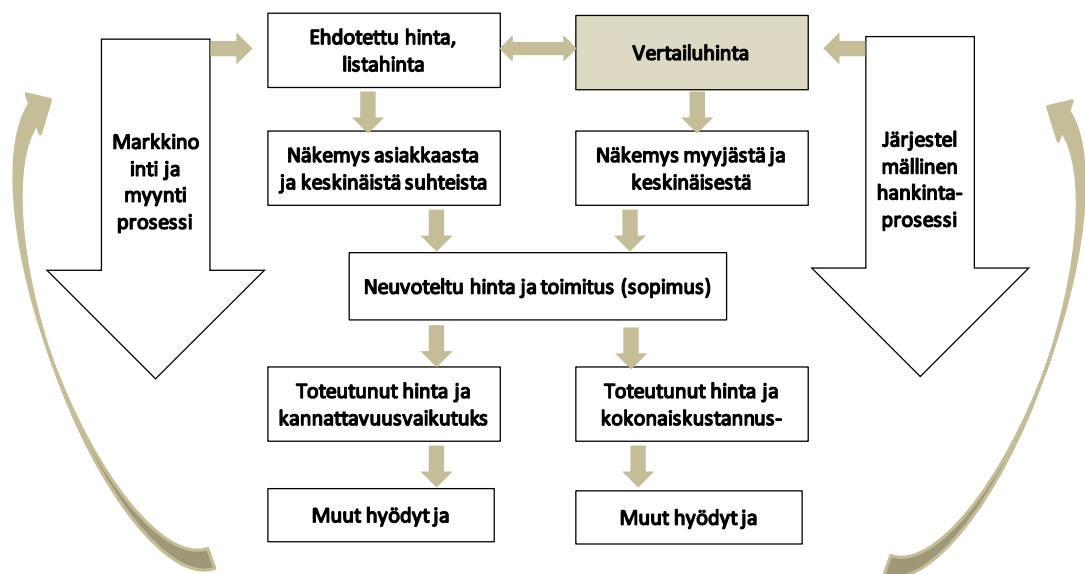 Ehdotettu hinta,
listahinta
Vertailuhinta
Markkino
inti ja
myynti
prosessi
Järjestel
mällinen
hankinta-
prosessi
Näkemys asiakkaasta
ja keskinäistä suhteista
Näkemys myyjästä ja
keskinäisestä
Neuvoteltu hinta ja toimitus (sopimus)
Toteutunut hinta ja
kannattavuusvaikutuks
Toteutunut hinta ja
kokonaiskustannus-
Muut hyödyt ja
Muut hyödyt ja